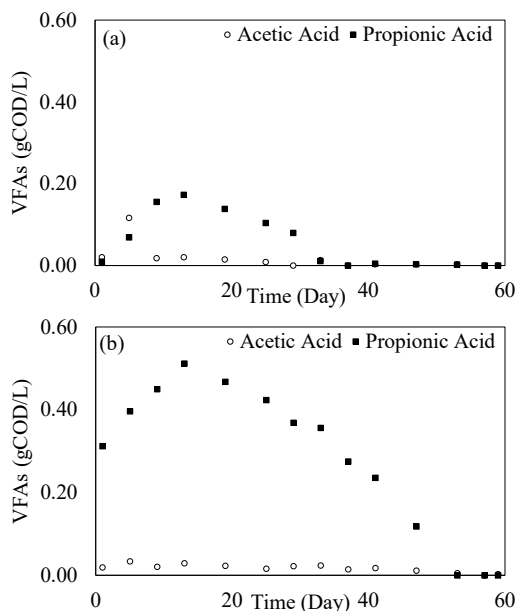 0.60
(a)
○ Acetic Acid ■ Propionic Acid
0.40
VFAs (gCOD/L)
0.20
0.00
0 20 40 60
Time (Day)
0.60
(b)
○ Acetic Acid ■ Propionic Acid
0.40
VFAs (gCOD/L)
0.20
0.00
0 20 40 60
Time (Day)